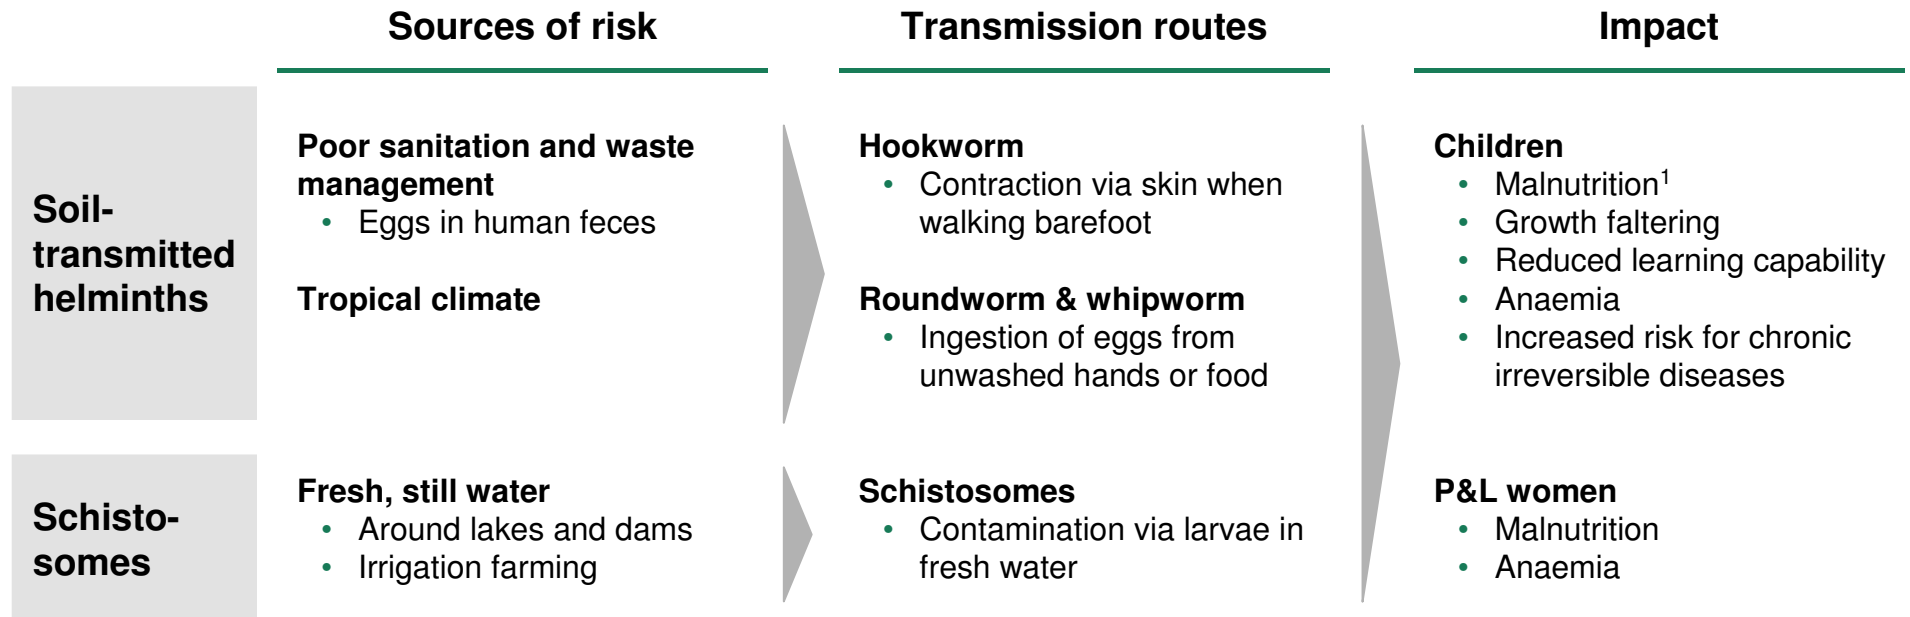 Sources of risk
Transmission routes
Impact
Soil-
transmitted
helminths
Poor sanitation and waste
management
• Eggs in human feces
Tropical climate
Hookworm
• Contraction via skin when
walking barefoot
Roundworm & whipworm
• Ingestion of eggs from
unwashed hands or food
Children
• Malnutrition1
• Growth faltering
• Reduced learning capability
• Anaemia
• Increased risk for chronic
irreversible diseases
Schisto-
somes
Fresh, still water
• Around lakes and dams
• Irrigation farming
Schistosomes
• Contamination via larvae in
fresh water
P&L women
• Malnutrition
• Anaemia